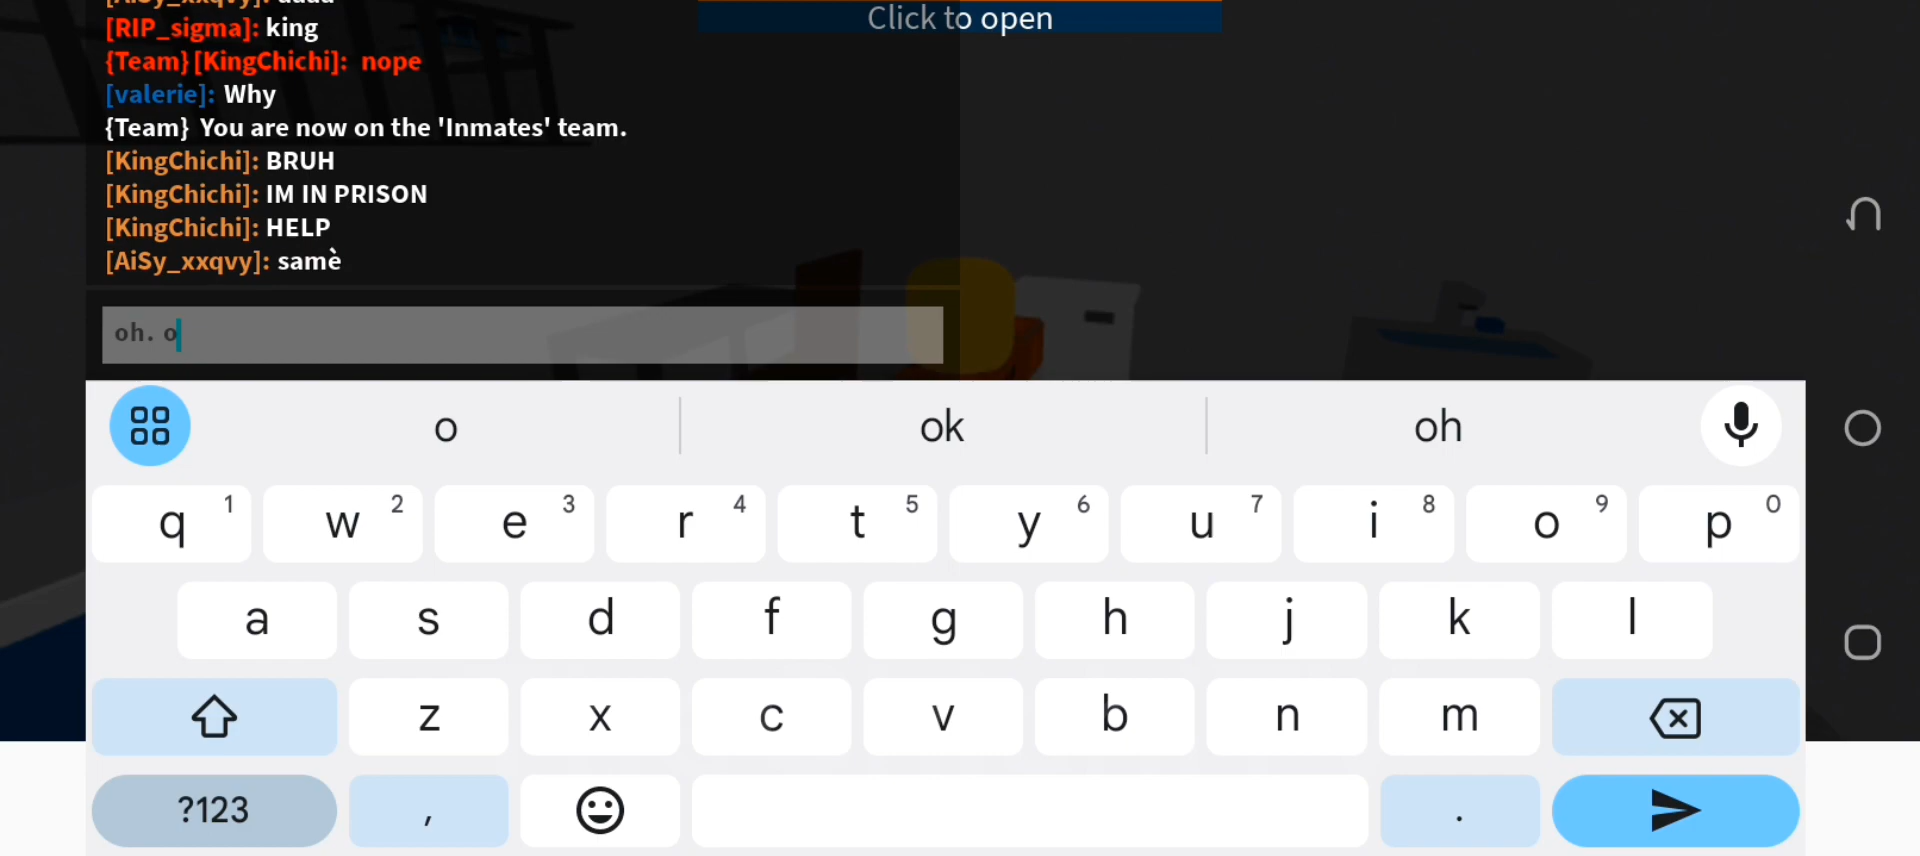 [AiSy_xxqvy]:
[RIP_sigma]: king
{Team} [KingChichi]: nope
[valerie]: Why
{Team} You are now on the 'Inmates' team.
[KingChichi]: BRUH
[KingChichi]: IM IN PRISON
[KingChichi]: HELP
[AiSy_xxqvy]: samè
Click to open
oh. o
o ok oh
q 1 w 2 e 3 r 4 t 5 y 6 u 7 i 8 o 9 p 0
a s d f g h j k l
z x c v b n m
?123 , .